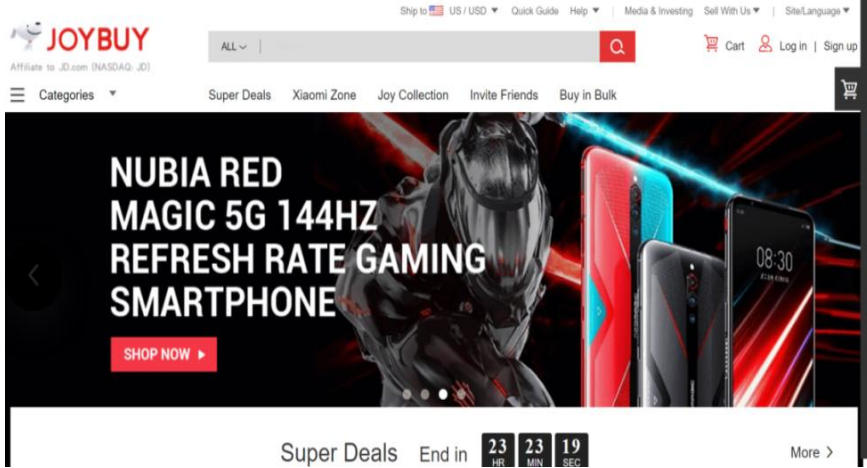 Ship to US / USD Quick Guide Help Media & Investing Sell With Us Site/Language
JOYBUY
ALL
Cart Log in | Sign up
Affiliate to JD.com (NASDAQ: JD)
Categories Super Deals Xiaomi Zone Joy Collection Invite Friends Buy in Bulk
NUBIA RED
MAGIC 5G 144HZ
REFRESH RATE GAMING
SMARTPHONE
08:30
SHOP NOW
Super Deals End in 23 HR 23 MIN 19 SEC More >